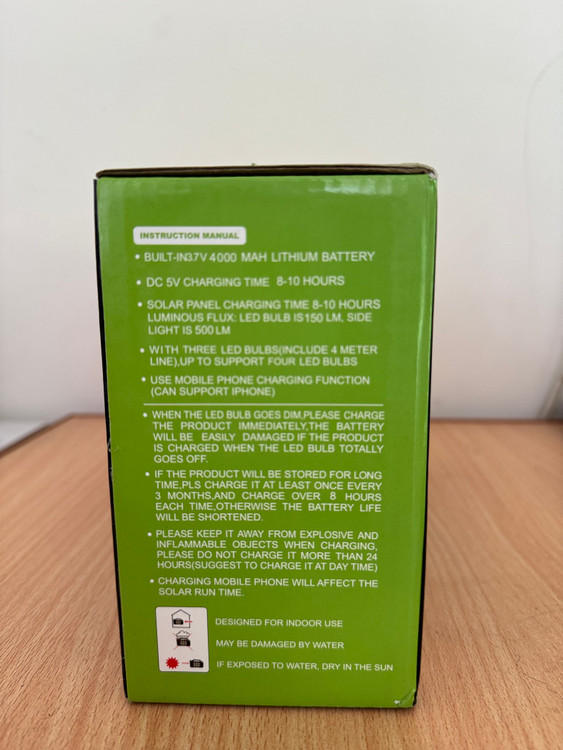 INSTRUCTION MANUAL
• BUILT-IN3.7V 4000 MAH LITHIUM BATTERY
• DC 5V CHARGING TIME 8-10 HOURS
• SOLAR PANEL CHARGING TIME 8-10 HOURS
LUMINOUS FLUX: LED BULB IS150 LM, SIDE
LIGHT IS 500 LM
• WITH THREE LED BULBS(INCLUDE 4 METER
LINE),UP TO SUPPORT FOUR LED BULBS
• USE MOBILE PHONE CHARGING FUNCTION
(CAN SUPPORT IPHONE)
• WHEN THE LED BULB GOES DIM,PLEASE CHARGE
THE PRODUCT IMMEDIATELY,THE BATTERY
WILL BE EASILY DAMAGED IF THE PRODUCT
IS CHARGED WHEN THE LED BULB TOTALLY
GOES OFF.
• IF THE PRODUCT WILL BE STORED FOR LONG
TIME,PLS CHARGE IT AT LEAST ONCE EVERY
3 MONTHS,AND CHARGE OVER 8 HOURS
EACH TIME,OTHERWISE THE BATTERY LIFE
WILL BE SHORTENED.
• PLEASE KEEP IT AWAY FROM EXPLOSIVE AND
INFLAMMABLE OBJECTS WHEN CHARGING,
PLEASE DO NOT CHARGE IT MORE THAN 24
HOURS(SUGGEST TO CHARGE IT AT DAY TIME)
• CHARGING MOBILE PHONE WILL AFFECT THE
SOLAR RUN TIME.
DESIGNED FOR INDOOR USE
MAY BE DAMAGED BY WATER
IF EXPOSED TO WATER, DRY IN THE SUN